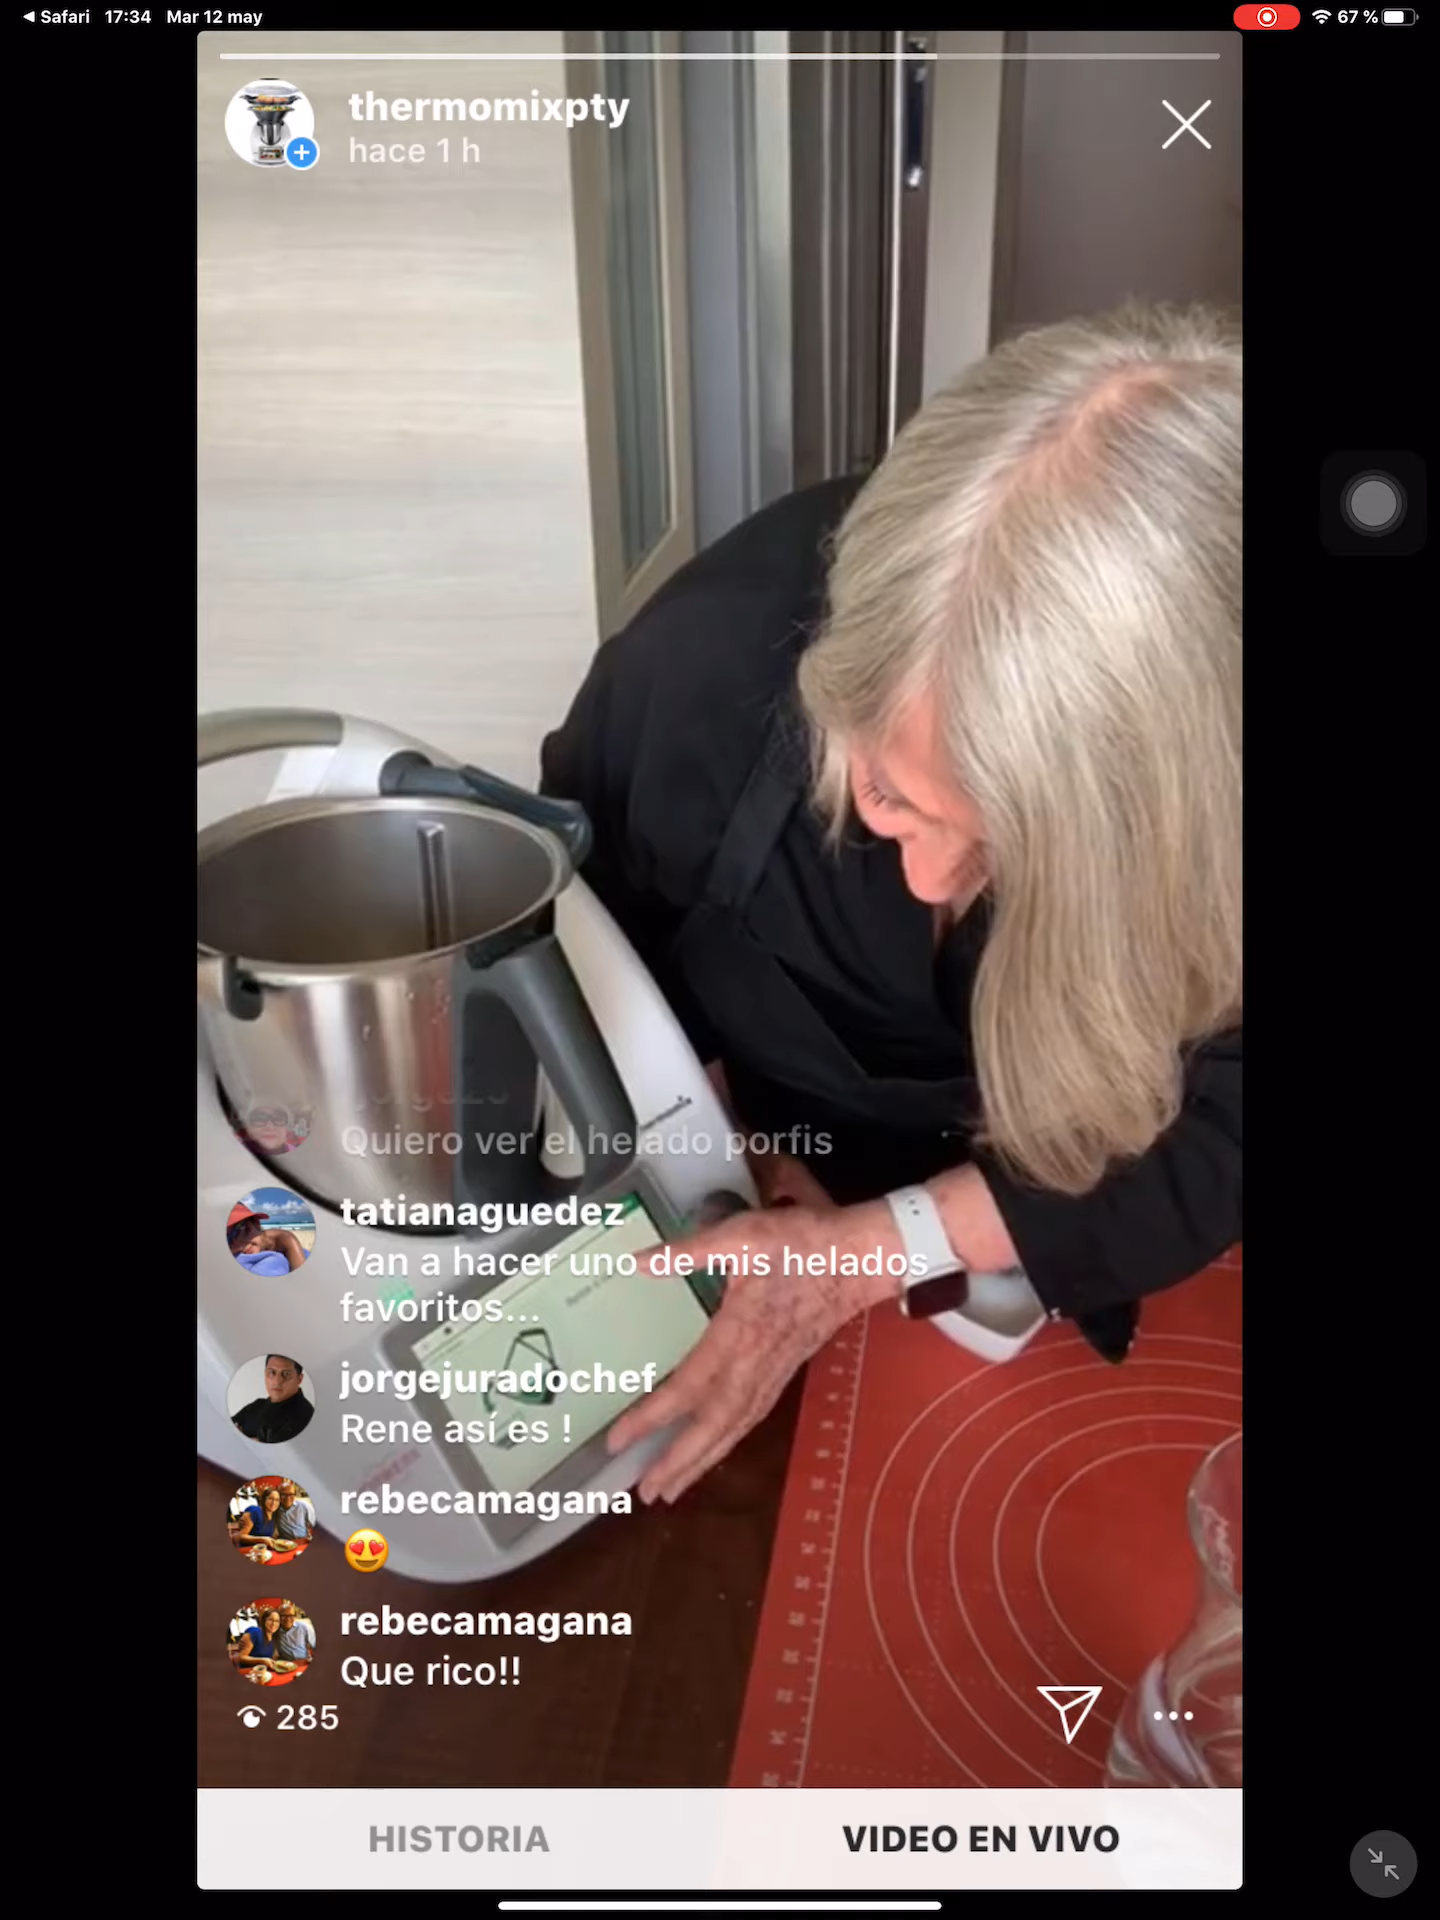 Safari 17:34 Mar 12 may
67 %
thermomixpty
hace 1 h
Quiero ver el helado porfis
tatianaguedez
Van a hacer uno de mis helados
favoritos...
jorgejuradochef
Rene así es !
rebecamagana
😍
rebecamagana
Que rico!!
285
HISTORIA
VIDEO EN VIVO